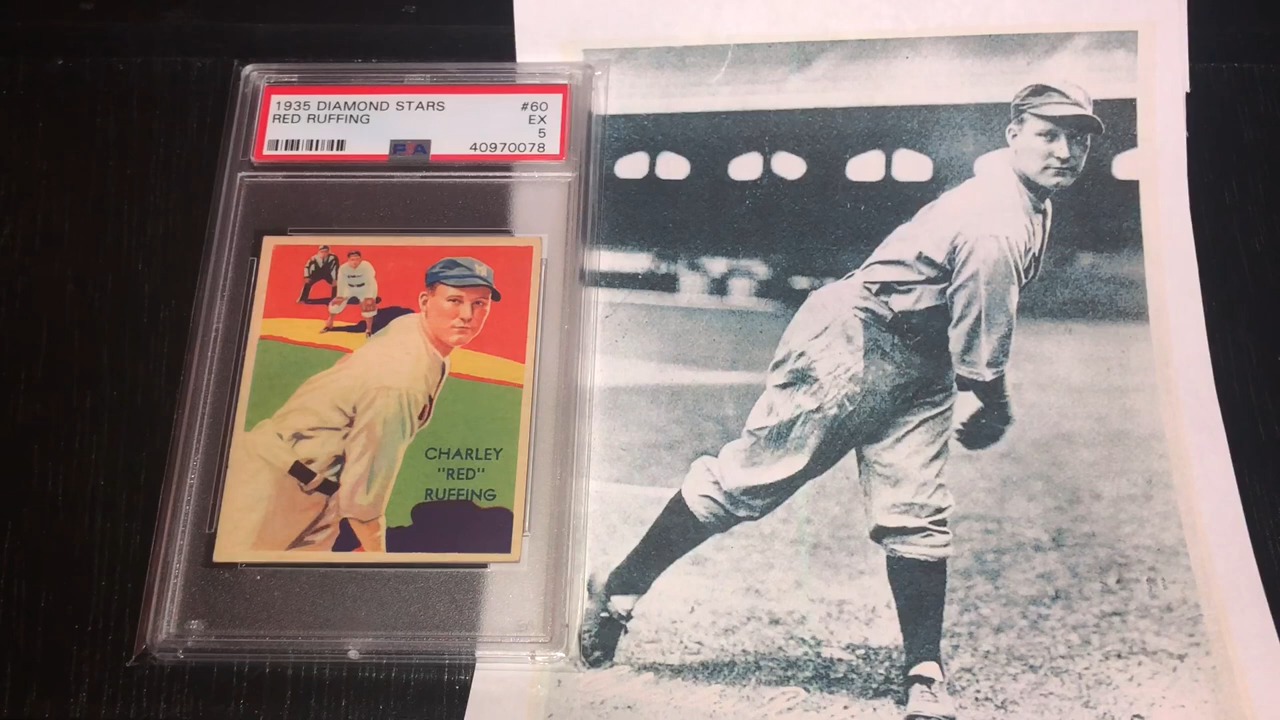 1935 DIAMOND STARS #60
RED RUFFING EX
5
PSA 40970078
CHARLEY
"RED"
RUFFING